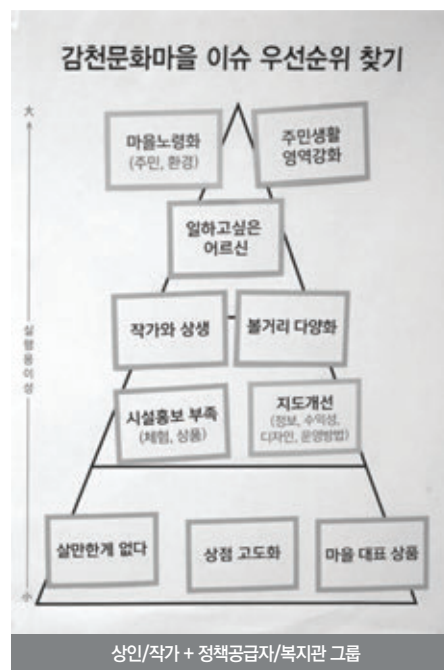 감천문화마을 이슈 우선순위 찾기
大
마을노령화
(주민, 환경)
주민생활
영역강화
일하고싶은
어르신
실행용이성
작가와 상생
볼거리 다양화
시설홍보 부족
(체험, 상품)
지도개선
(정보, 수익성,
디자인, 운영방법)
살만한게 없다
상점 고도화
마을 대표 상품
小
상인/작가 + 정책공급자/복지관 그룹